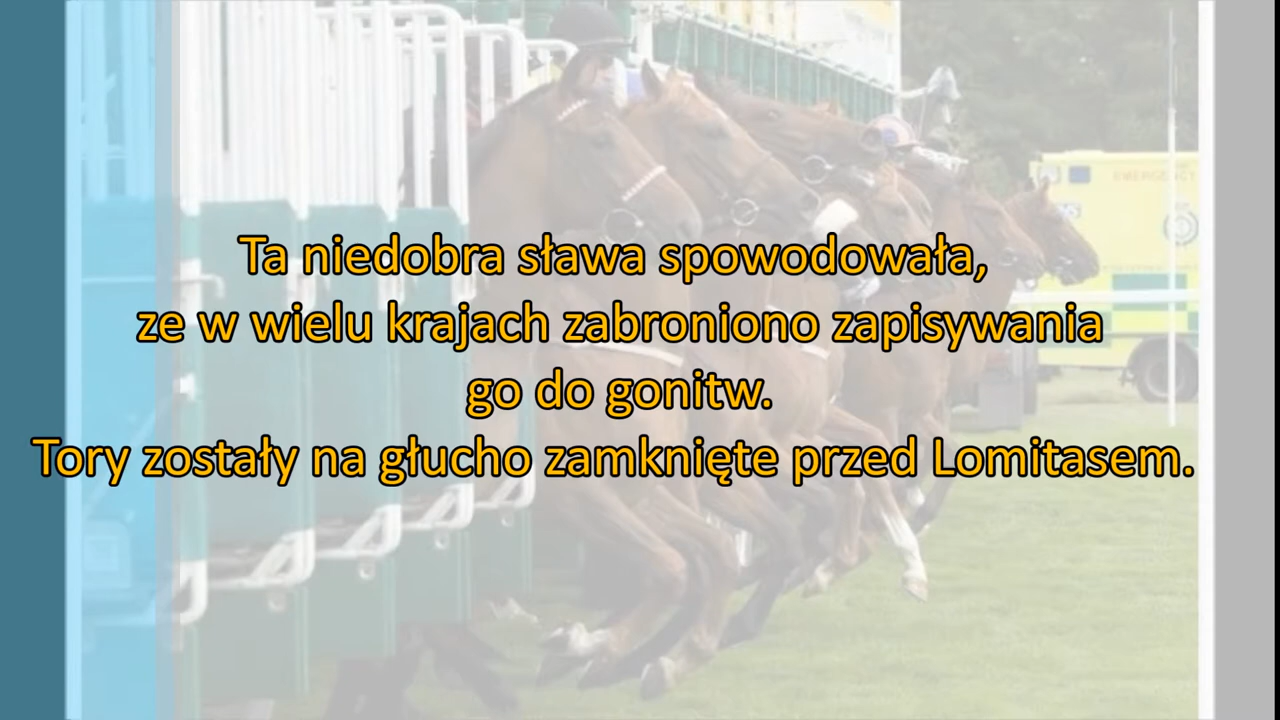 Ta niedobra sława spowodowała,
ze w wielu krajach zabroniono zapisywania
go do gonitw.
Tory zostały na głucho zamknięte przed Lomitasem.
EMERGENCY